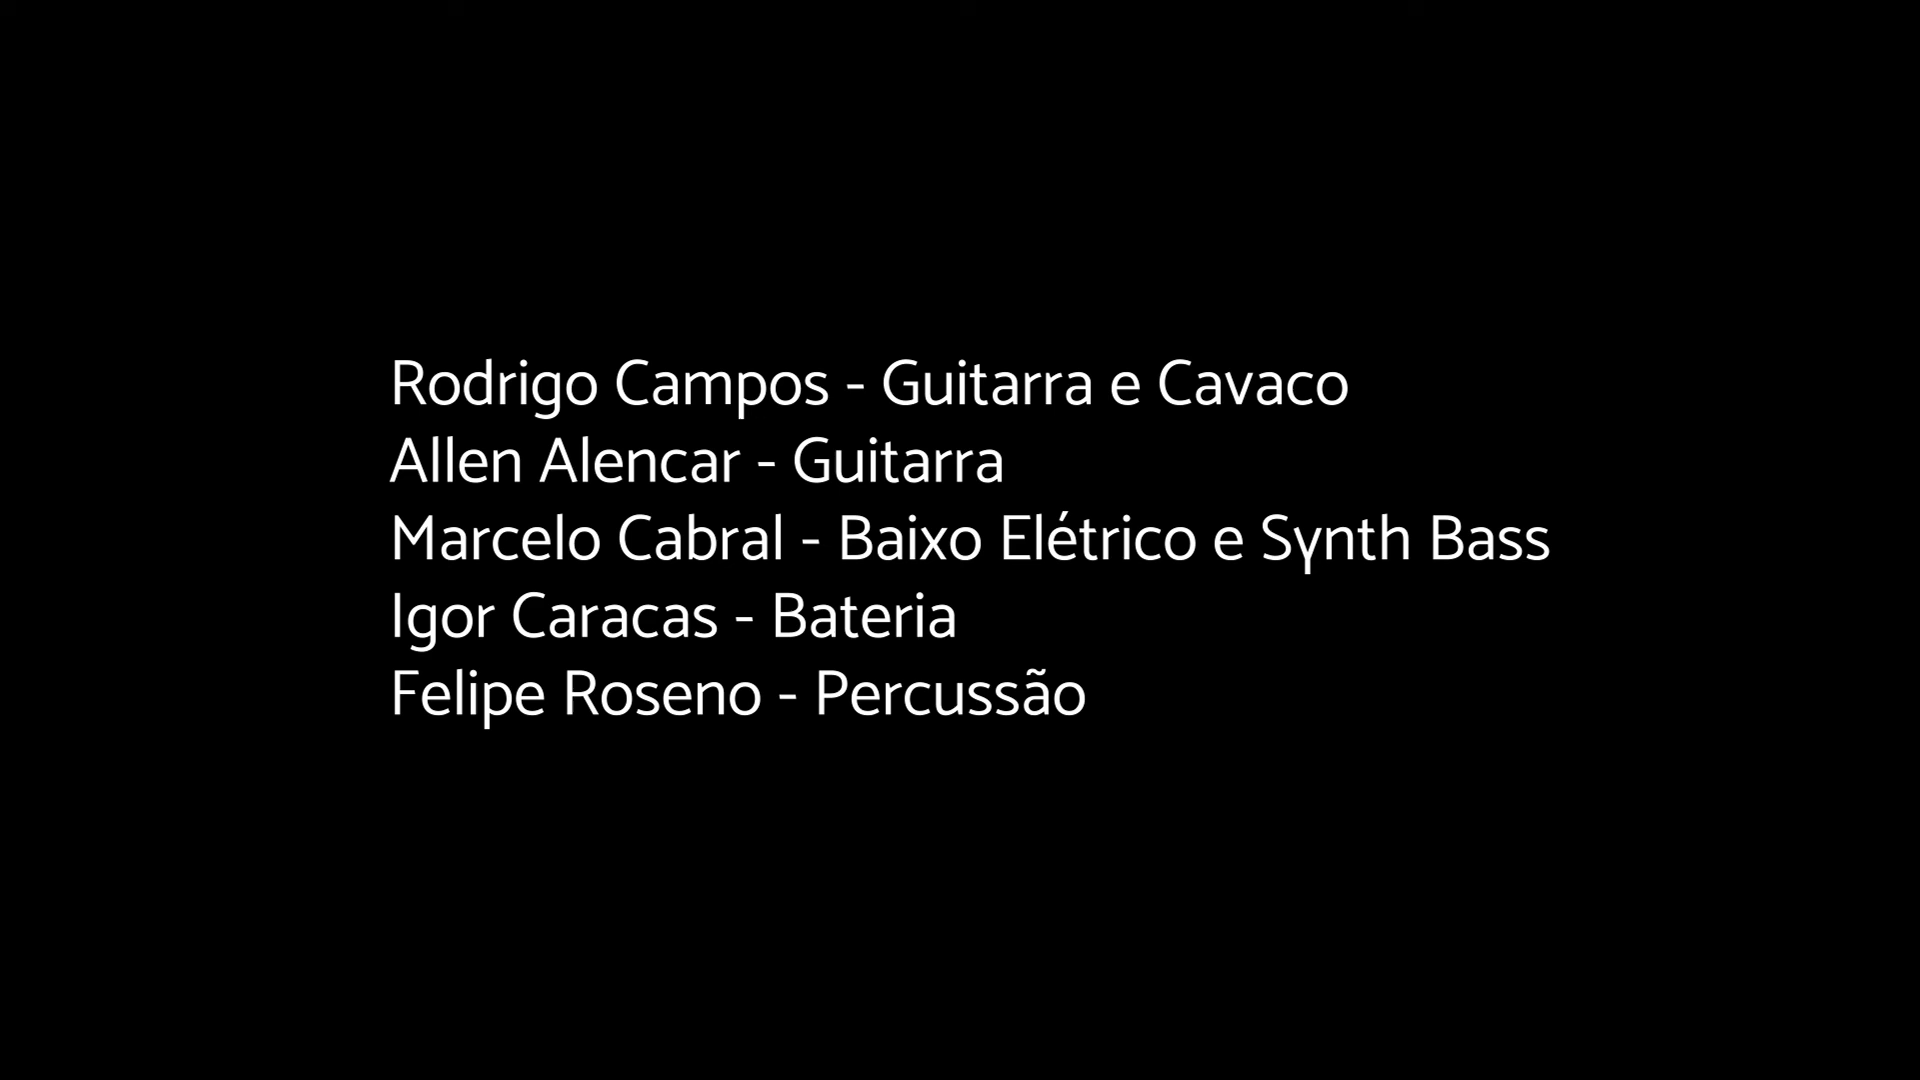 Rodrigo Campos - Guitarra e Cavaco
Allen Alencar - Guitarra
Marcelo Cabral - Baixo Elétrico e Synth Bass
Igor Caracas - Bateria
Felipe Roseno - Percussão